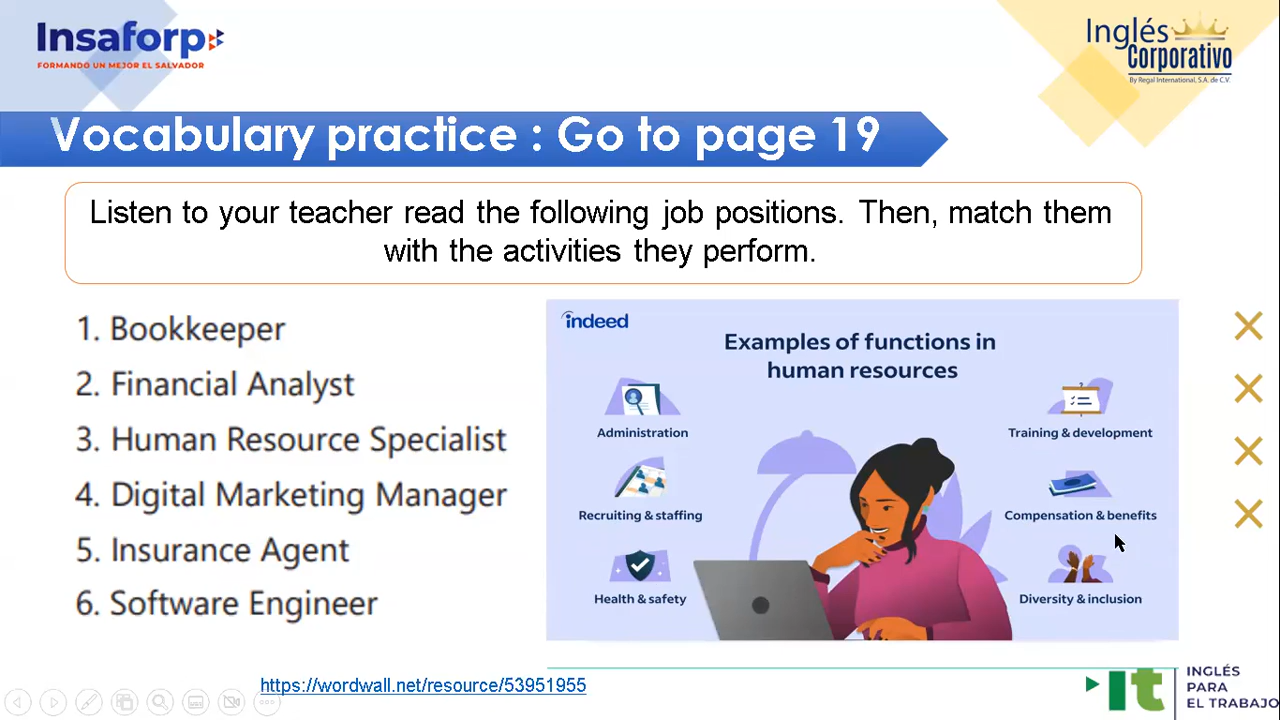 Insaforp
FORMANDO UN MEJOR EL SALVADOR
Inglés
Corporativo
By Regal International, S.A. de C.V.
Vocabulary practice : Go to page 19
Listen to your teacher read the following job positions. Then, match them
with the activities they perform.
1. Bookkeeper
2. Financial Analyst
3. Human Resource Specialist
4. Digital Marketing Manager
5. Insurance Agent
6. Software Engineer
indeed
Examples of functions in
human resources
Administration
Recruiting & staffing
Health & safety
Training & development
Compensation & benefits
Diversity & inclusion
https://wordwall.net/resource/53951955
It
INGLÉS
PARA
EL TRABAJO